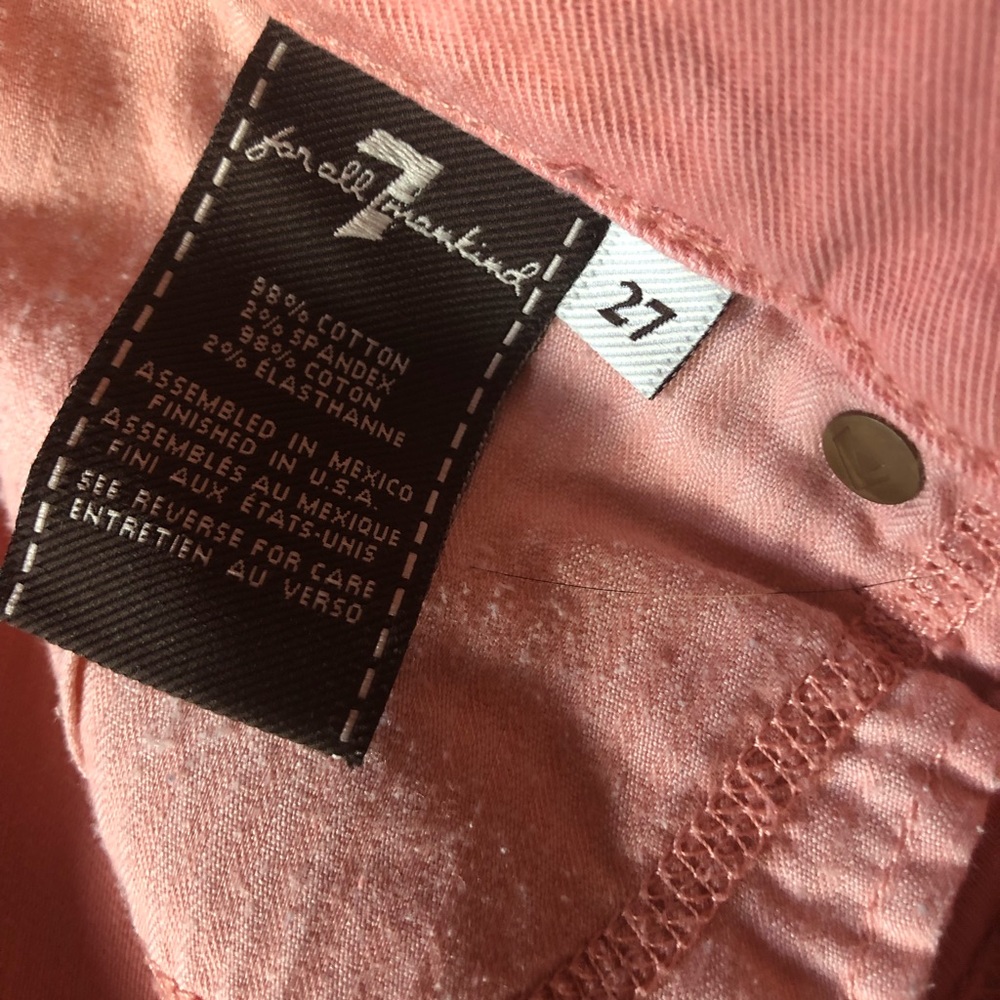 for all 7 mankind
27
98% COTTON
2% SPANDEX
98% COTON
2% ÉLASTHANNE
ASSEMBLED IN MEXICO
FINISHED IN U.S.A.
ASSEMBLÉS AU MEXIQUE
FINI AUX ÉTATS-UNIS
SEE REVERSE FOR CARE
ENTRETIEN AU VERSO